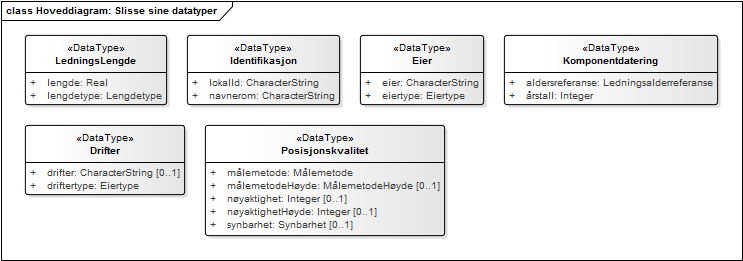 class Hoveddiagram: Slisse sine datatyper
«DataType»
LedningsLengde
+ lengde: Real
+ lengdetype: Lengdetype
«DataType»
Identifikasjon
+ lokalId: CharacterString
+ navnerom: CharacterString
«DataType»
Eier
+ eier: CharacterString
+ eiertype: Eiertype
«DataType»
Komponentdatering
+ aldersreferanse: Ledningsalderreferanse
+ årstall: Integer
«DataType»
Drifter
+ drifter: CharacterString [0..1]
+ driftertype: Eiertype
«DataType»
Posisjonskvalitet
+ målemetode: Målemetode
+ målemetodeHøyde: MålemetodeHøyde [0..1]
+ nøyaktighet: Integer [0..1]
+ nøyaktighetHøyde: Integer [0..1]
+ synbarhet: Synbarhet [0..1]